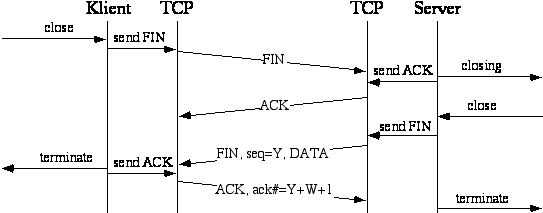 Klient TCP TCP Server
close
send FIN
FIN
send ACK
closing
ACK
close
send FIN
FIN, seq=Y, DATA
terminate
send ACK
ACK, ack#=Y+W+1
terminate